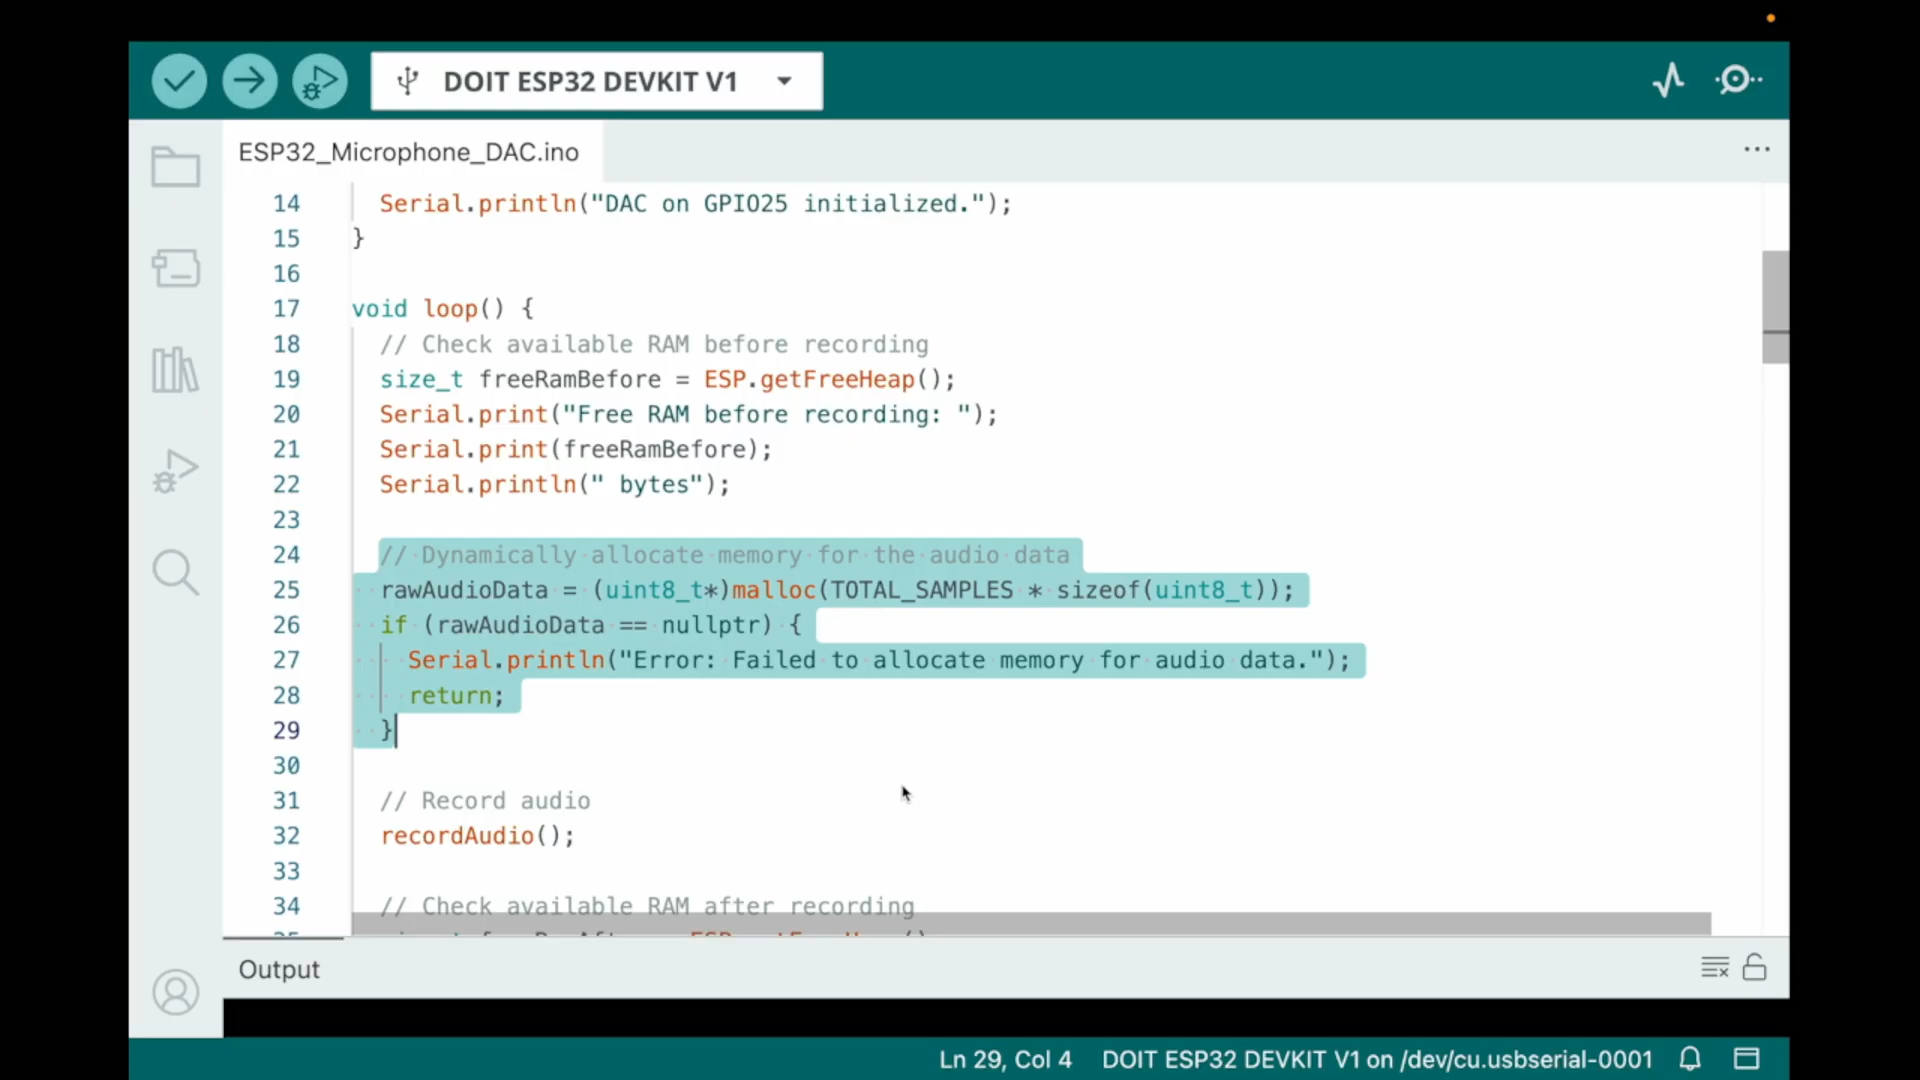 DOIT ESP32 DEVKIT V1
ESP32_Microphone_DAC.ino
...
14 Serial.println("DAC on GPIO25 initialized.");
15 }
16
17 void loop() {
18 // Check available RAM before recording
19 size_t freeRamBefore = ESP.getFreeHeap();
20 Serial.print("Free RAM before recording: ");
21 Serial.print(freeRamBefore);
22 Serial.println(" bytes");
23
24 // Dynamically allocate memory for the audio data
25 rawAudioData = (uint8_t*)malloc(TOTAL_SAMPLES * sizeof(uint8_t));
26 if (rawAudioData == nullptr) {
27 Serial.println("Error: Failed to allocate memory for audio data.");
28 return;
29 }
30
31 // Record audio
32 recordAudio();
33
34 // Check available RAM after recording
Output
Ln 29, Col 4 DOIT ESP32 DEVKIT V1 on /dev/cu.usbserial-0001